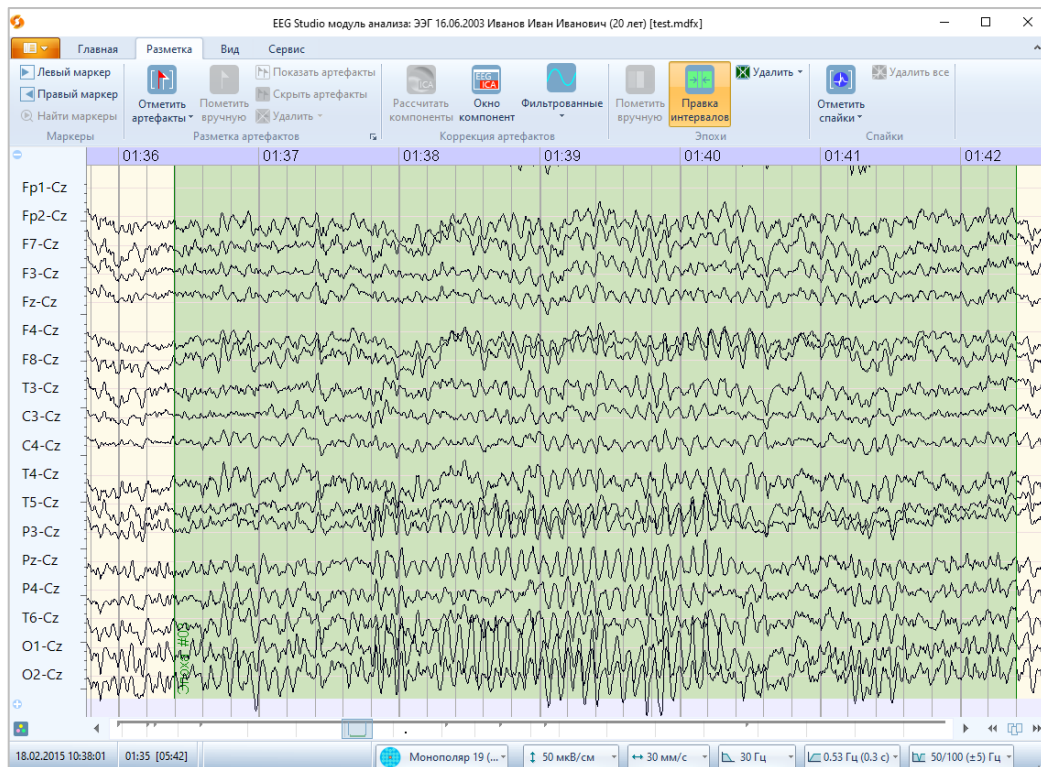 EEG Studio модуль анализа: ЭЭГ 16.06.2003 Иванов Иван Иванович (20 лет) [test.mdfx]
Главная Разметка Вид Сервис
Левый маркер
Правый маркер
Найти маркеры
Маркеры
Отметить артефакты
Пометить вручную
Показать артефакты
Скрыть артефакты
Удалить
Разметка артефактов
ICA
Рассчитать компоненты
EEG ICA
Окно компонент
Фильтрованные
Коррекция артефактов
Пометить вручную
Правка интервалов
Удалить
Эпохи
Отметить спайки
Удалить все
Спайки
01:36 01:37 01:38 01:39 01:40 01:41 01:42
Fp1-Cz
Fp2-Cz
F7-Cz
F3-Cz
Fz-Cz
F4-Cz
F8-Cz
T3-Cz
C3-Cz
C4-Cz
T4-Cz
T5-Cz
P3-Cz
Pz-Cz
P4-Cz
T6-Cz
O1-Cz
O2-Cz
18.02.2015 10:38:01 01:35 [05:42] Монополяр 19 (... 50 мкВ/см 30 мм/с 30 Гц 0.53 Гц (0.3 с) 50/100 (±5) Гц